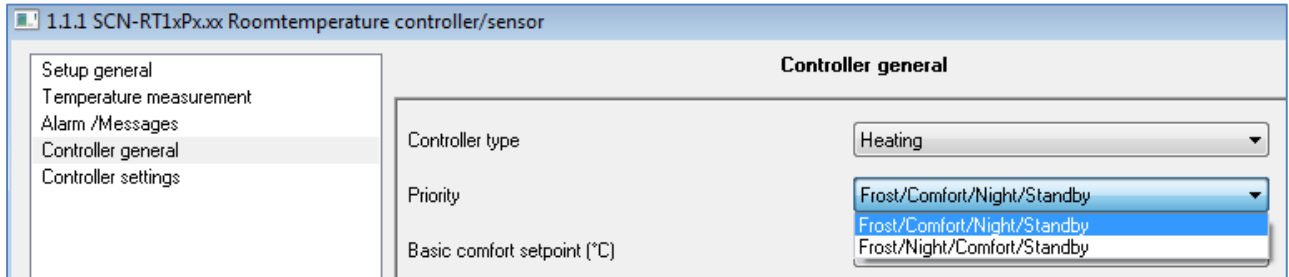 1.1.1 SCN-RT1xPx.xx Roomtemperature controller/sensor
Setup general
Temperature measurement
Alarm /Messages
Controller general
Controller settings
Controller general
Controller type
Heating
Priority
Frost/Comfort/Night/Standby
Frost/Comfort/Night/Standby
Frost/Night/Comfort/Standby
Basic comfort setpoint (°C)